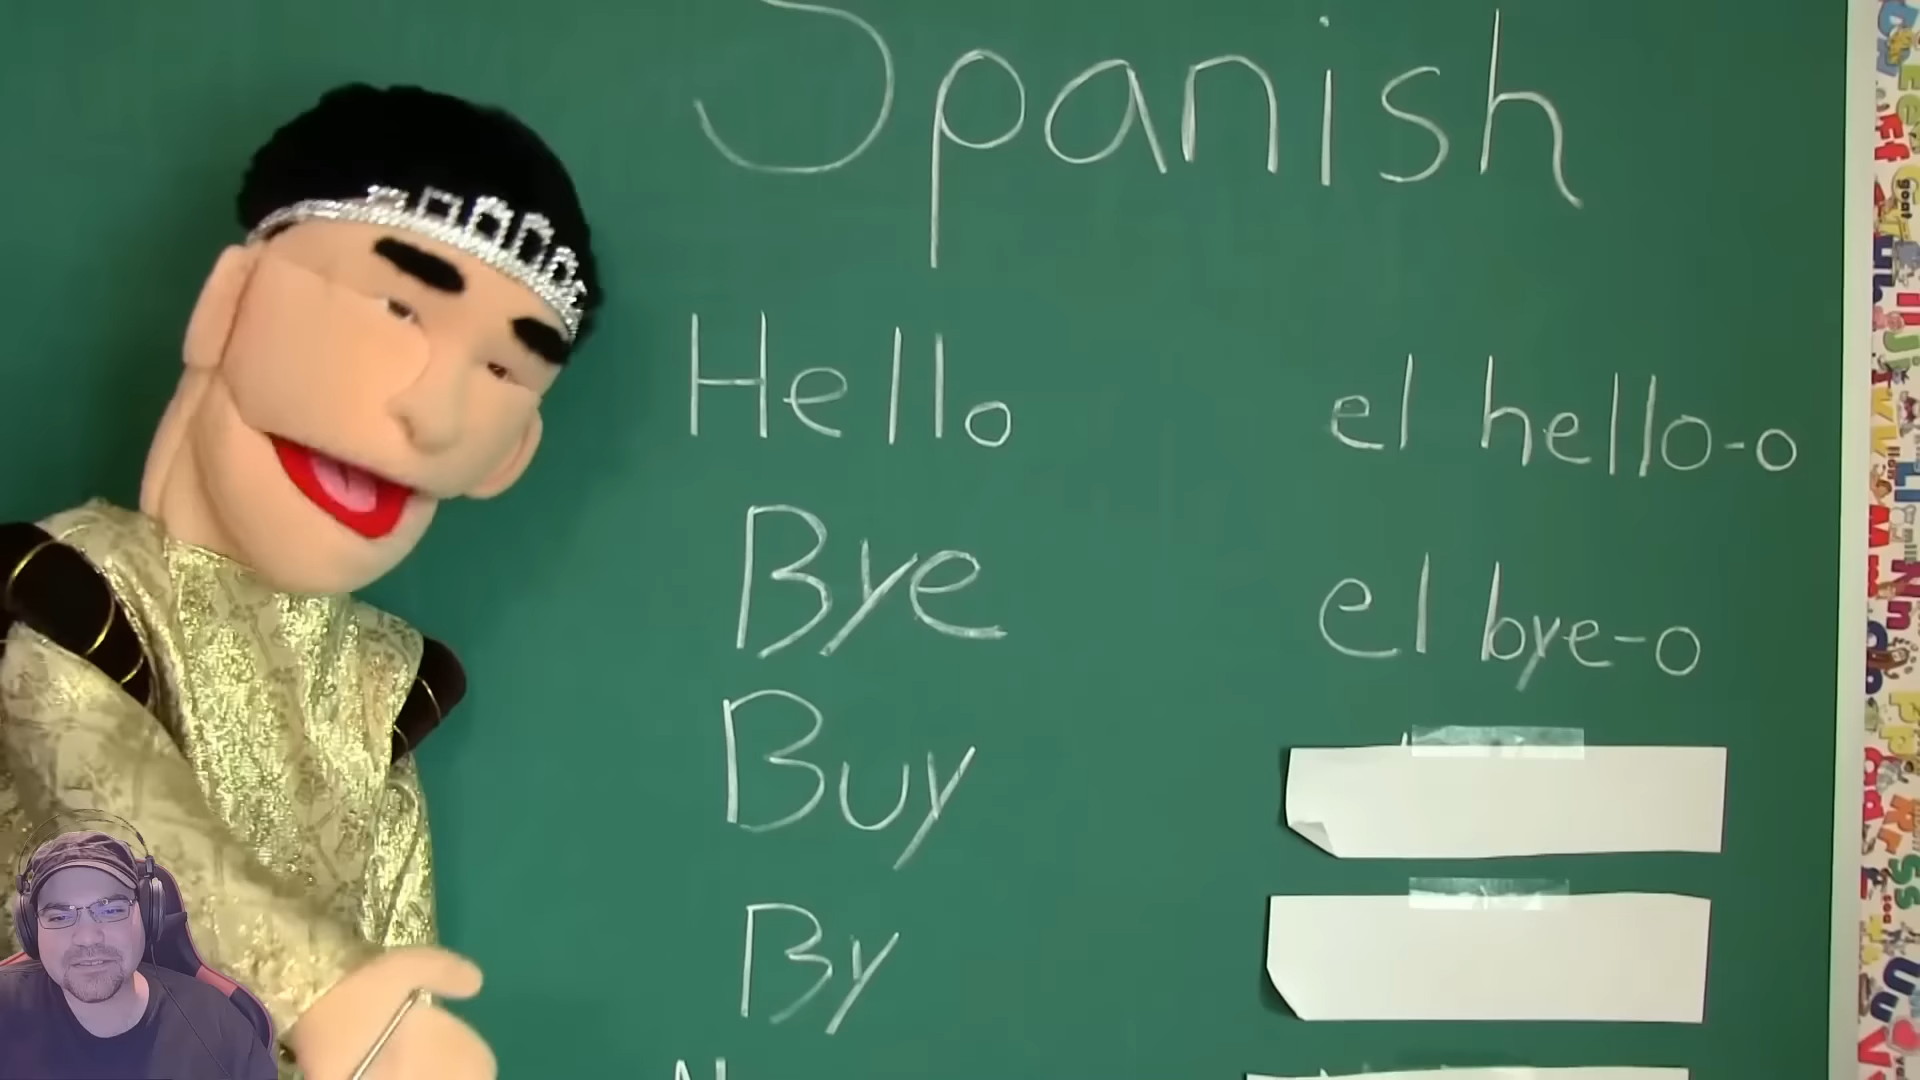 Spanish
Hello el hello-o
Bye el bye-o
Buy
By